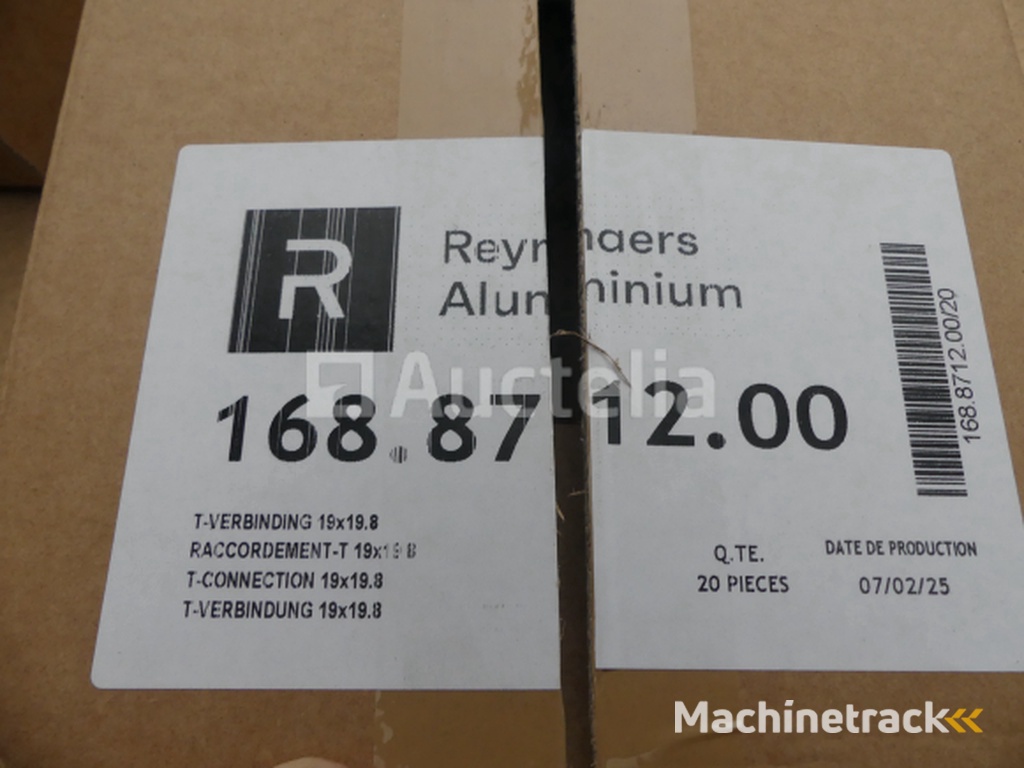 R
Reynaers
Aluminium
168.8712.00
168.8712.00/20
T-VERBINDING 19x19.8
RACCORDEMENT-T 19x19.8
T-CONNECTION 19x19.8
T-VERBINDUNG 19x19.8
Q.TE.
20 PIECES
DATE DE PRODUCTION
07/02/25
Auctelia
Machinetrack